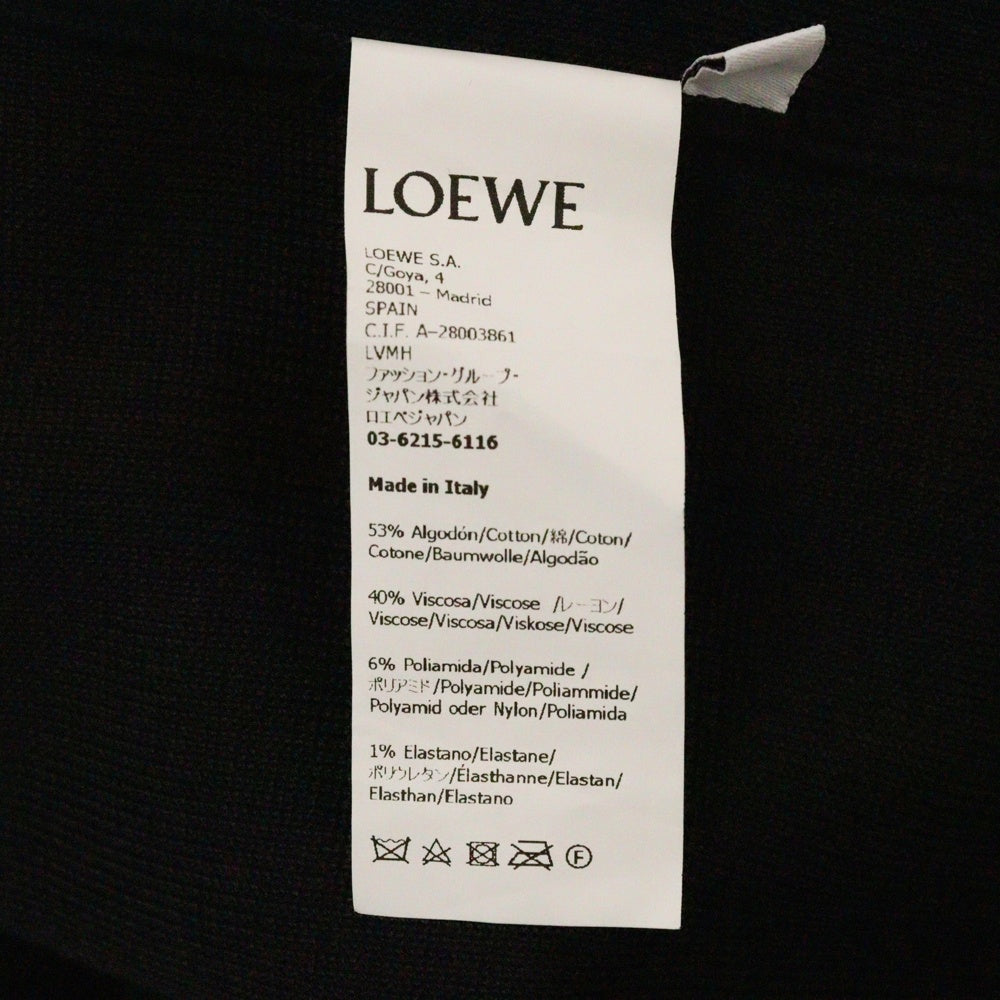 LOEWE
LOEWE S.A.
C/Goya, 4
28001 – Madrid
SPAIN
C.I.F. A-28003861
LVMH
ファッション・グループ・
ジャパン株式会社
ロエベジャパン
03-6215-6116
Made in Italy
53% Algodón/Cotton/綿/Coton/
Cotone/Baumwolle/Algodão
40% Viscosa/Viscose /レーヨン/
Viscose/Viscosa/Viskose/Viscose
6% Poliamida/Polyamide /
ポリアミド/Polyamide/Poliammide/
Polyamid oder Nylon/Poliamida
1% Elastano/Elastane/
ポリウレタン/Élasthanne/Elastan/
Elasthan/Elastano
F